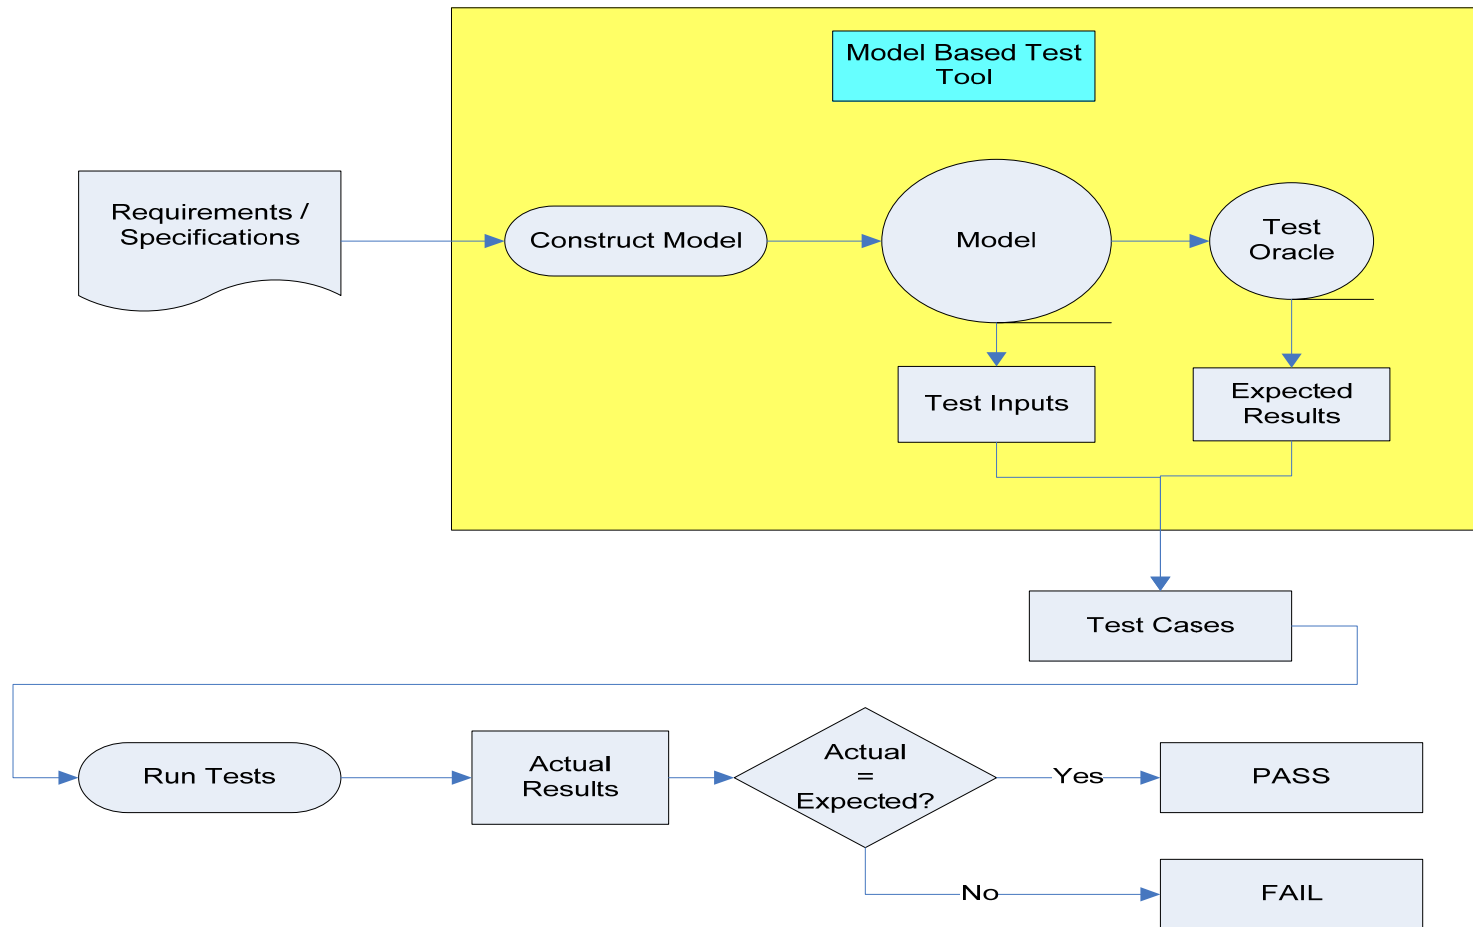 Model Based Test
Tool
Requirements /
Specifications
Construct Model
Model
Test
Oracle
Test Inputs
Expected
Results
Test Cases
Run Tests
Actual
Results
Actual
=
Expected?
Yes
PASS
No
FAIL